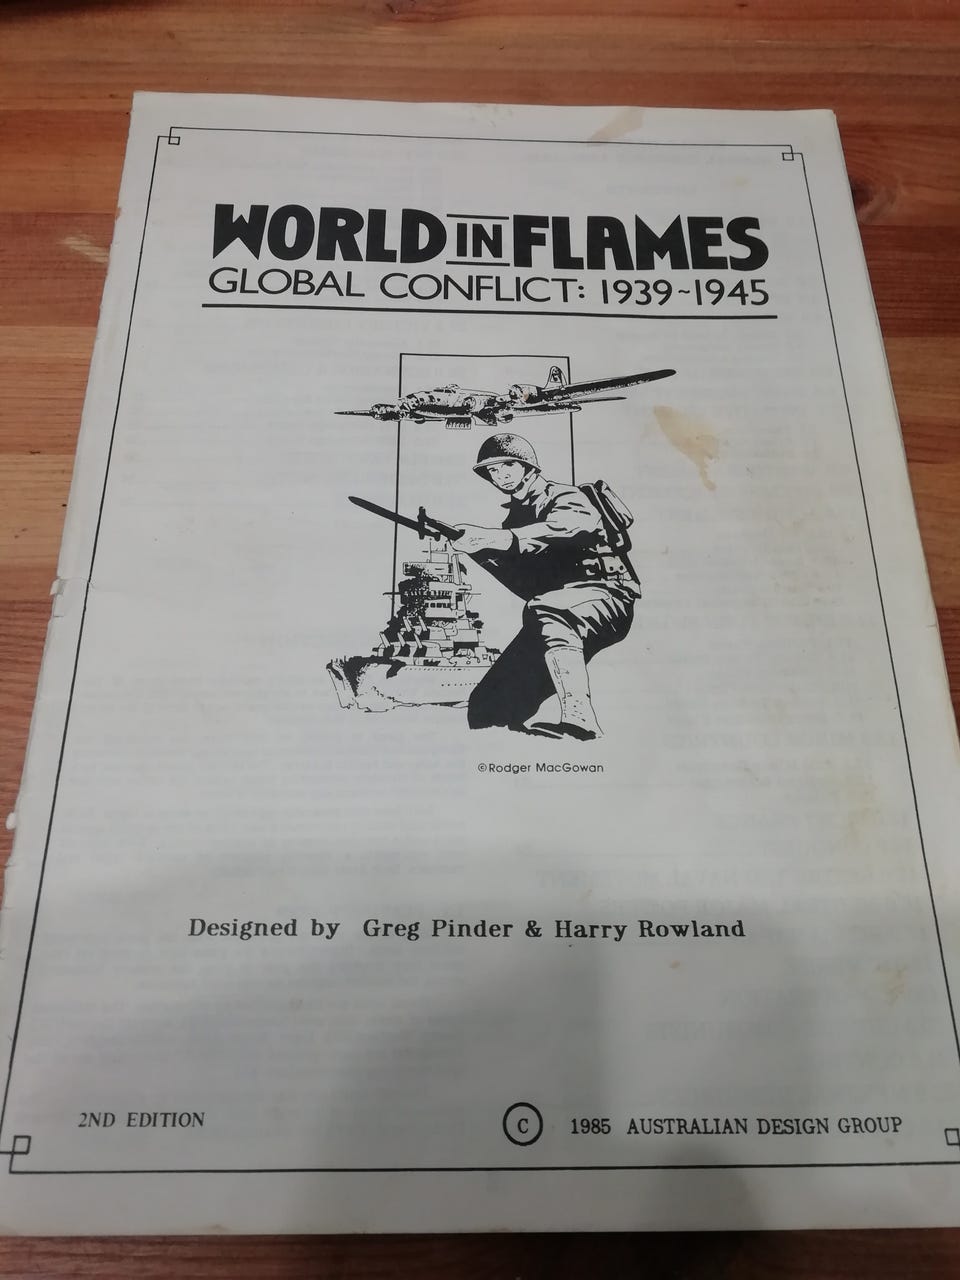 WORLD IN FLAMES
GLOBAL CONFLICT: 1939~1945
©Rodger MacGowan
Designed by Greg Pinder & Harry Rowland
2ND EDITION
© 1985 AUSTRALIAN DESIGN GROUP